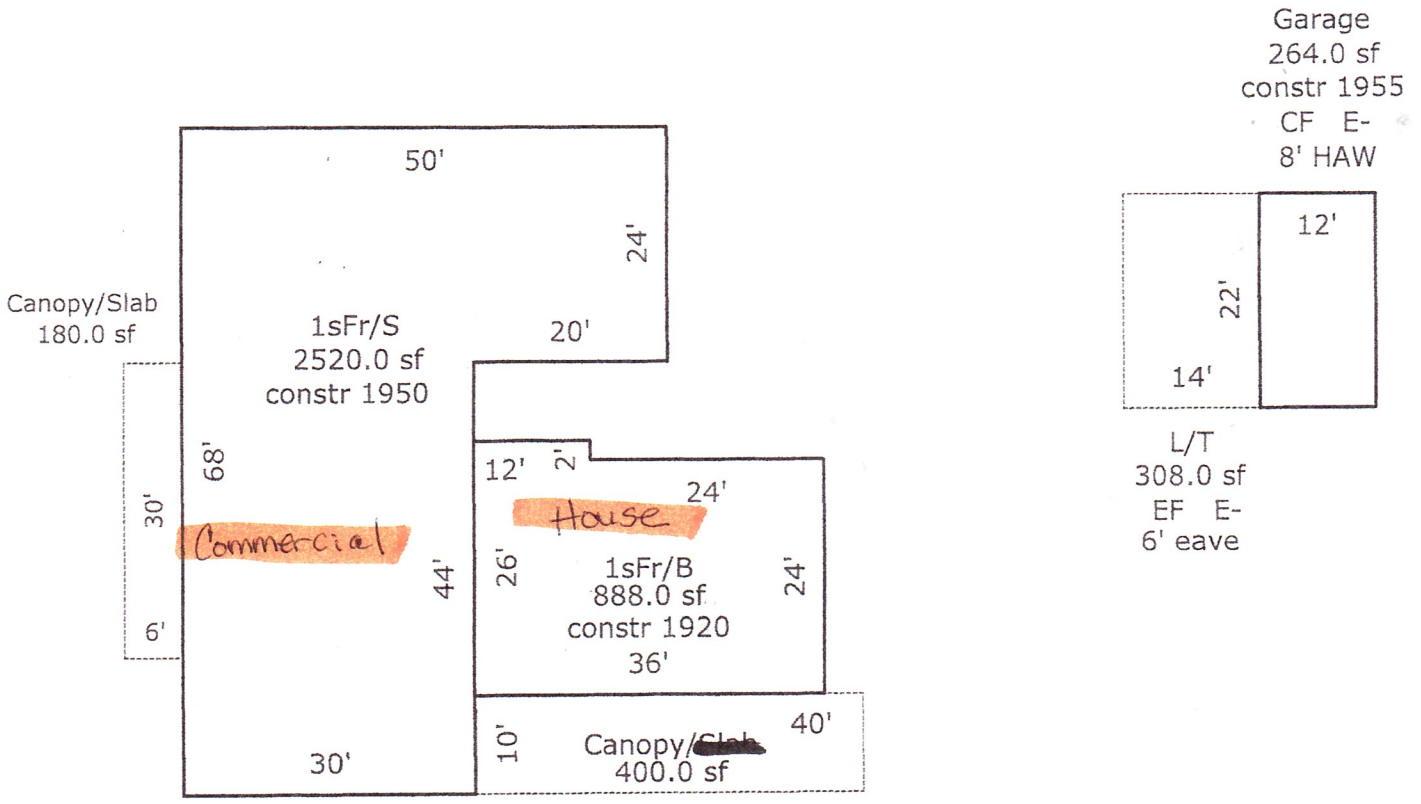 Garage
264.0 sf
constr 1955
CF E-
8' HAW
50'
24'
12'
22'
14'
Canopy/Slab
180.0 sf
1sFr/S
2520.0 sf
constr 1950
20'
L/T
308.0 sf
EF E-
6' eave
68'
30'
6'
Commercial
44'
30'
12'
2'
24'
House
26'
1sFr/B
888.0 sf
constr 1920
24'
36'
10'
40'
Canopy/
400.0 sf